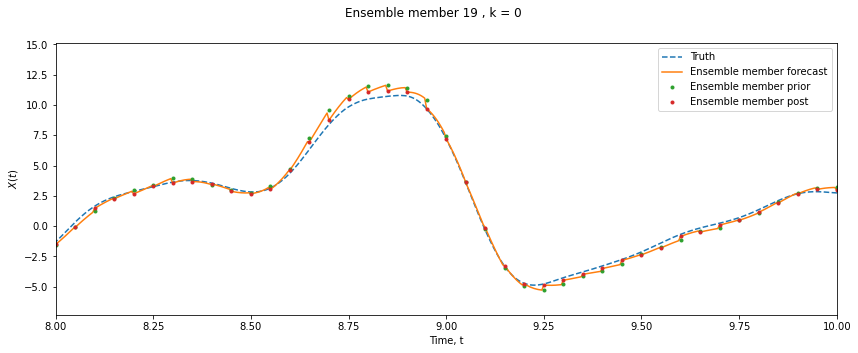 Ensemble member 19 , k = 0
15.0
12.5
10.0
7.5
5.0
2.5
0.0
−2.5
−5.0
X(t)
Truth
Ensemble member forecast
Ensemble member prior
Ensemble member post
8.00 8.25 8.50 8.75 9.00 9.25 9.50 9.75 10.00
Time, t